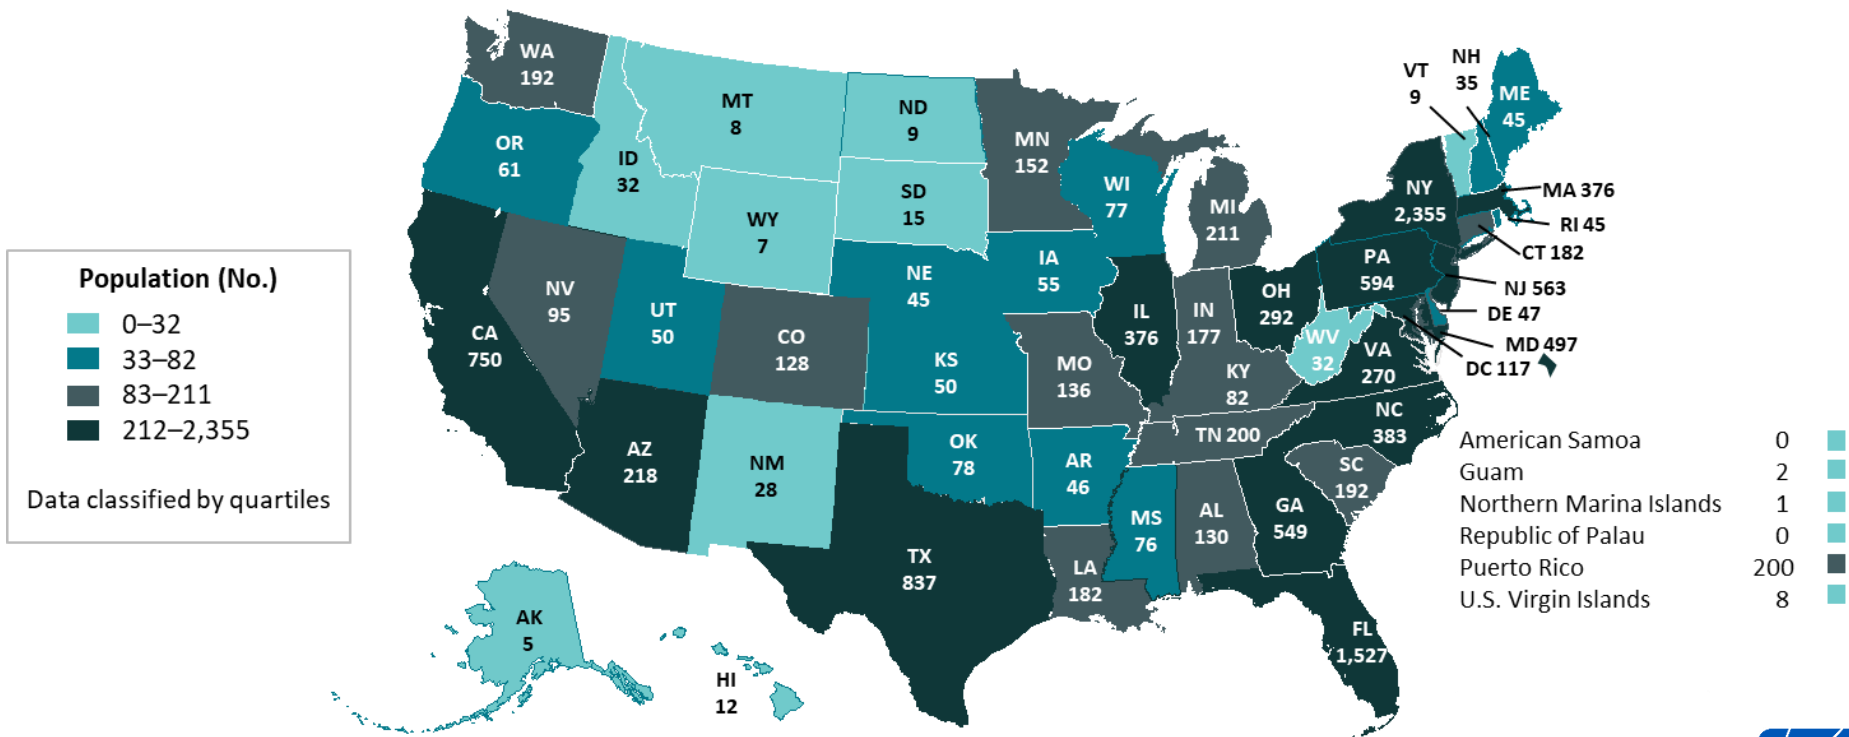 WA
192
OR
61
ID
32
MT
8
ND
9
MN
152
SD
15
WY
7
WI
77
MI
211
VT
9
NH
35
ME
45
NY
2,355
MA 376
RI 45
CT 182
PA
594
NJ 563
DE 47
MD 497
DC 117
CA
750
NV
95
UT
50
CO
128
NE
45
KS
50
IA
55
IL
376
IN
177
OH
292
WV
32
VA
270
KY
82
MO
136
TN 200
NC
383
SC
192
AZ
218
NM
28
OK
78
AR
46
MS
76
AL
130
GA
549
TX
837
LA
182
FL
1,527
AK
5
HI
12
Population (No.)
0–32
33–82
83–211
212–2,355
Data classified by quartiles
American Samoa 0
Guam 2
Northern Marina Islands 1
Republic of Palau 0
Puerto Rico 200
U.S. Virgin Islands 8